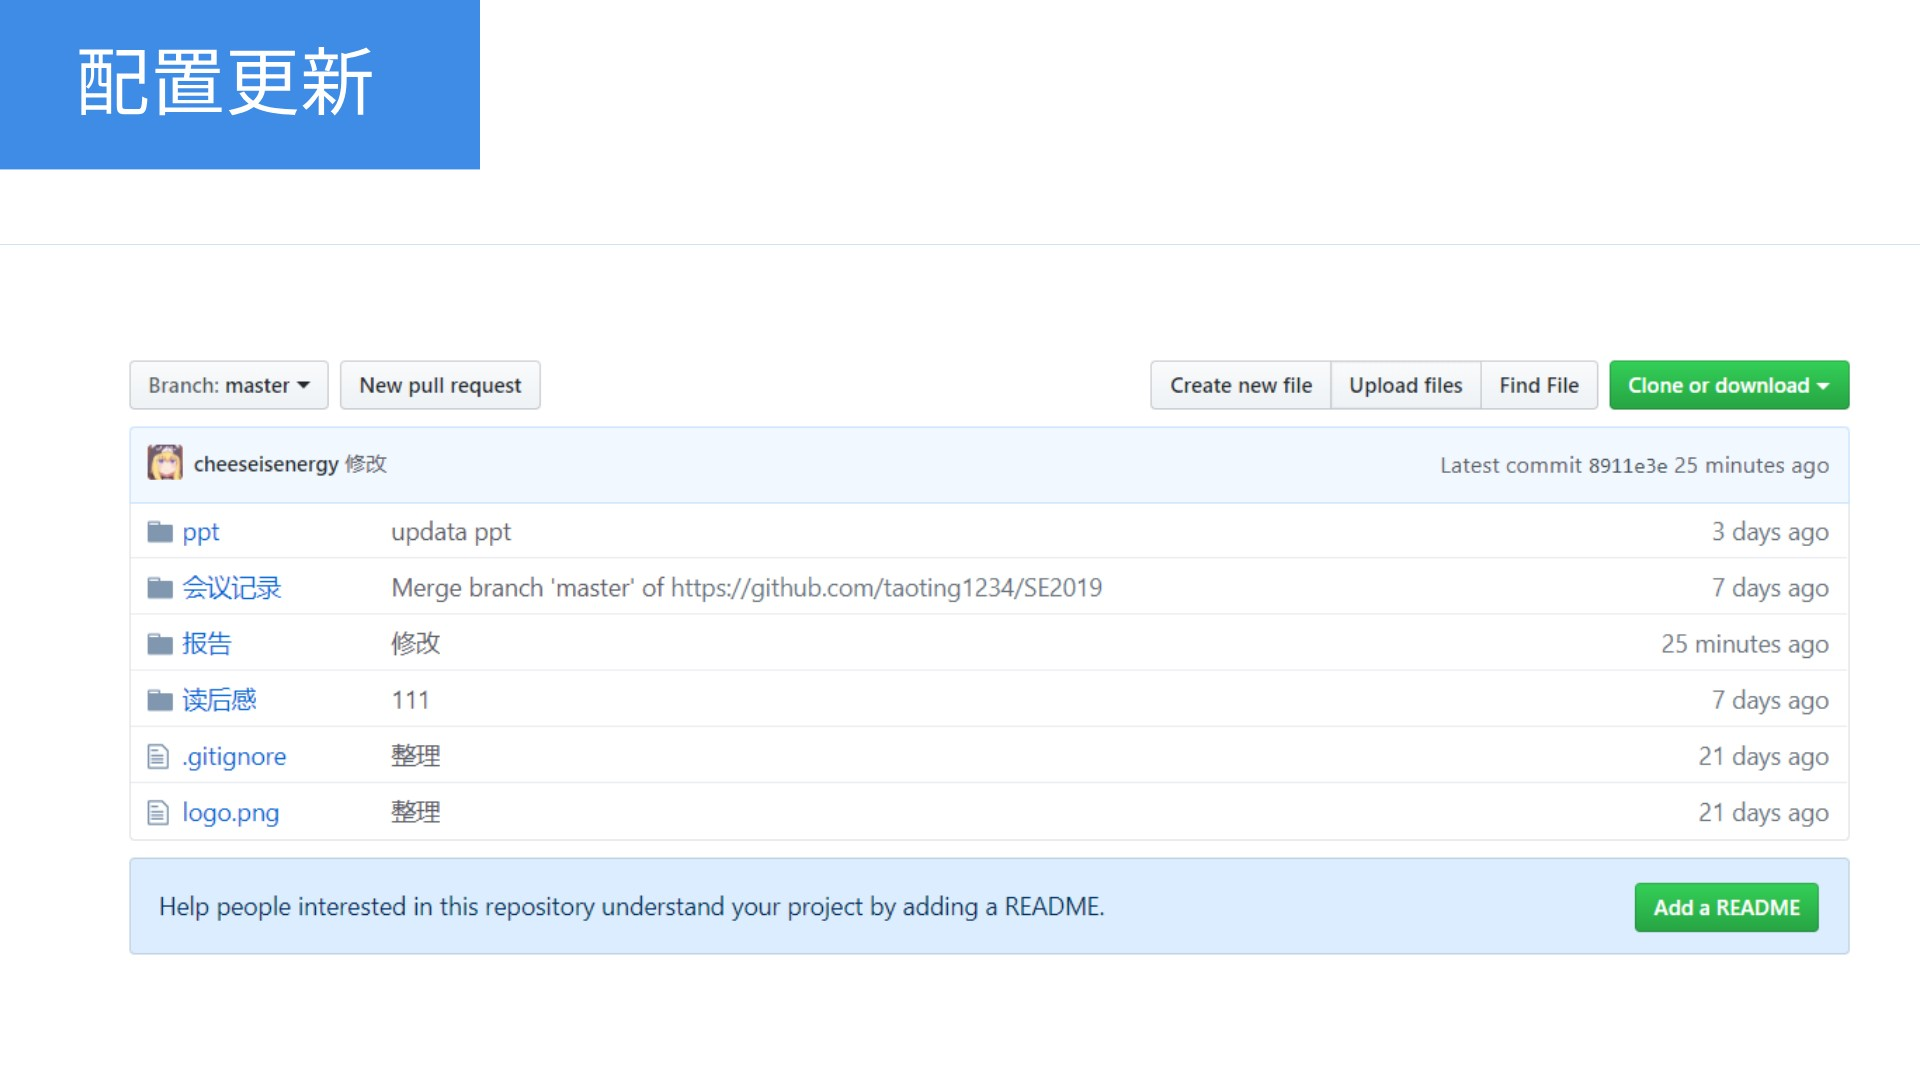 配置更新
Branch: master
New pull request
Create new file
Upload files
Find File
Clone or download
cheeseisenergy 修改
Latest commit 8911e3e 25 minutes ago
ppt updata ppt 3 days ago
会议记录 Merge branch 'master' of https://github.com/taoting1234/SE2019 7 days ago
报告 修改 25 minutes ago
读后感 111 7 days ago
.gitignore 整理 21 days ago
logo.png 整理 21 days ago
Help people interested in this repository understand your project by adding a README.
Add a README